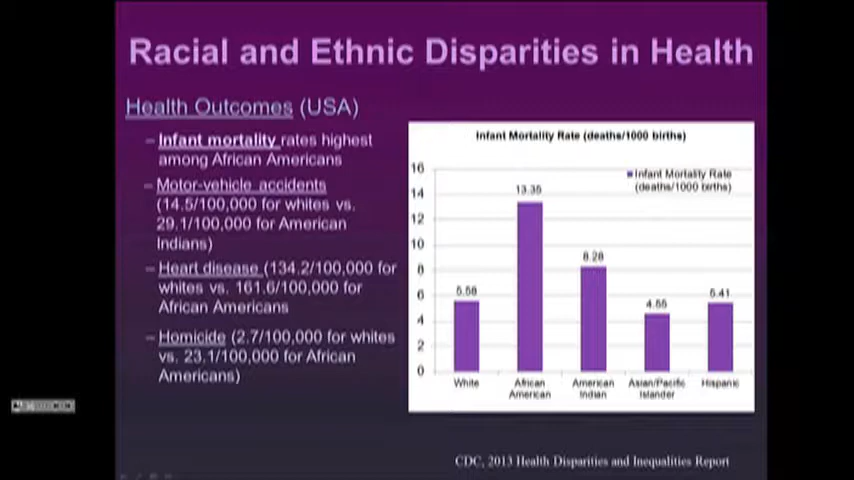 Racial and Ethnic Disparities in Health
Health Outcomes (USA)
– Infant mortality rates highest
among African Americans
– Motor-vehicle accidents
(14.5/100,000 for whites vs.
29.1/100,000 for American
Indians)
– Heart disease (134.2/100,000 for
whites vs. 161.6/100,000 for
African Americans
– Homicide (2.7/100,000 for whites
vs. 23.1/100,000 for African
Americans)
Infant Mortality Rate (deaths/1000 births)
Infant Mortality Rate
(deaths/1000 births)
16
14
12
10
8
6
4
2
0
5.58
13.35
8.28
4.55
5.41
White
African
American
American
Indian
Asian/Pacific
Islander
Hispanic
CDC, 2013 Health Disparities and Inequalities Report